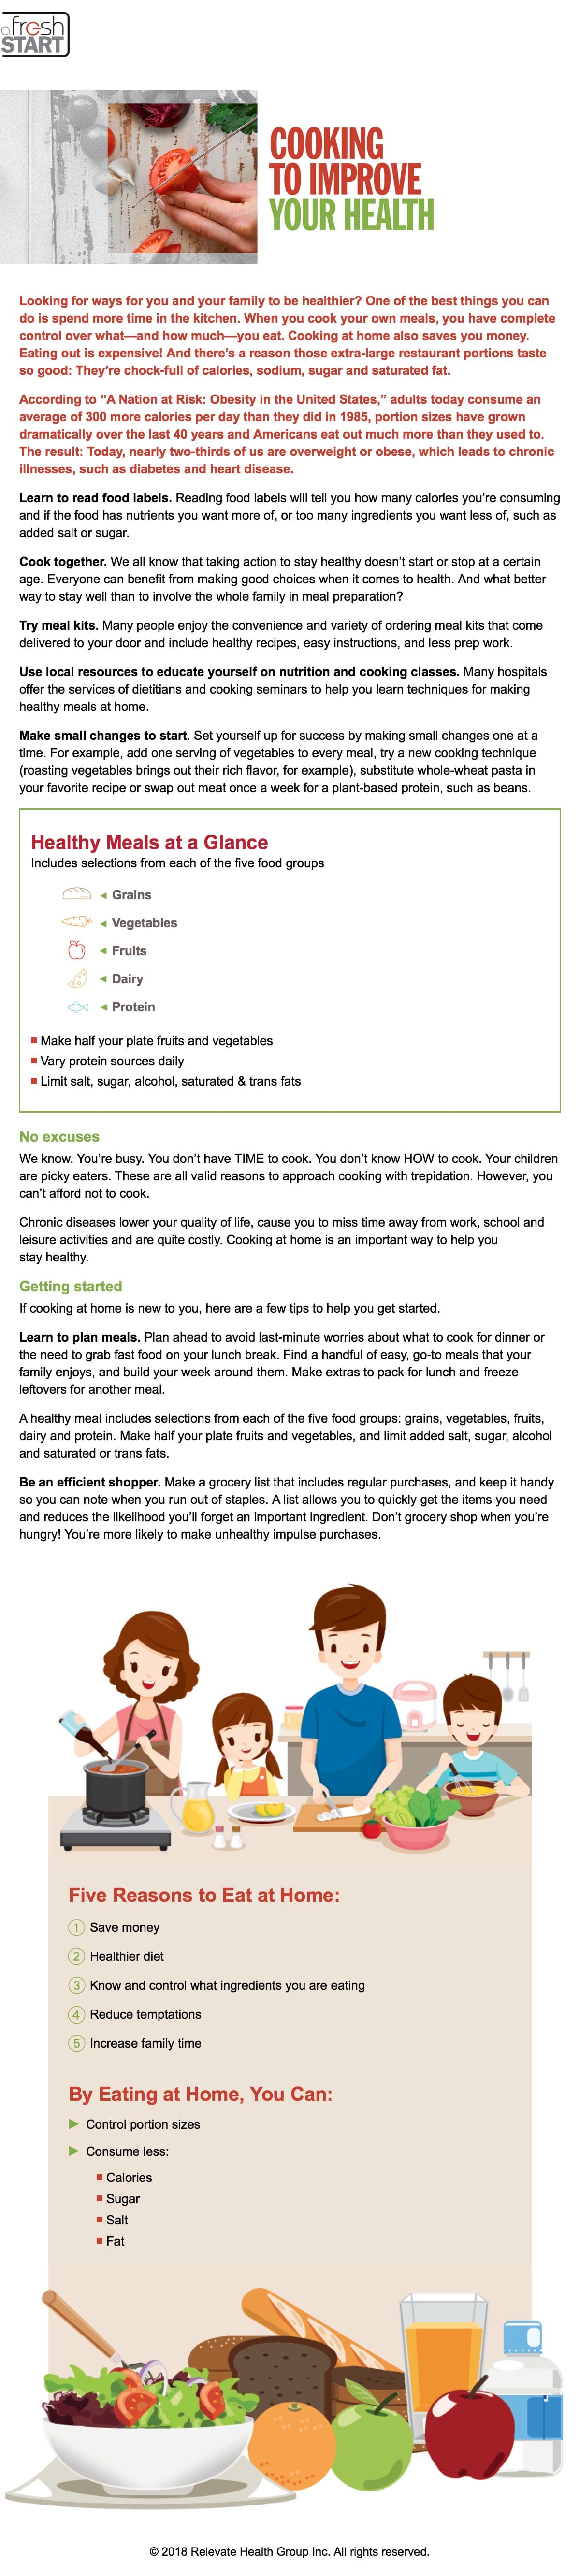 a fresh
START
COOKING
TO IMPROVE
YOUR HEALTH
Looking for ways for you and your family to be healthier? One of the best things you can
do is spend more time in the kitchen. When you cook your own meals, you have complete
control over what—and how much—you eat. Cooking at home also saves you money.
Eating out is expensive! And there’s a reason those extra-large restaurant portions taste
so good: They’re chock-full of calories, sodium, sugar and saturated fat.
According to “A Nation at Risk: Obesity in the United States,” adults today consume an
average of 300 more calories per day than they did in 1985, portion sizes have grown
dramatically over the last 40 years and Americans eat out much more than they used to.
The result: Today, nearly two-thirds of us are overweight or obese, which leads to chronic
illnesses, such as diabetes and heart disease.
Learn to read food labels. Reading food labels will tell you how many calories you’re consuming
and if the food has nutrients you want more of, or too many ingredients you want less of, such as
added salt or sugar.
Cook together. We all know that taking action to stay healthy doesn’t start or stop at a certain
age. Everyone can benefit from making good choices when it comes to health. And what better
way to stay well than to involve the whole family in meal preparation?
Try meal kits. Many people enjoy the convenience and variety of ordering meal kits that come
delivered to your door and include healthy recipes, easy instructions, and less prep work.
Use local resources to educate yourself on nutrition and cooking classes. Many hospitals
offer the services of dietitians and cooking seminars to help you learn techniques for making
healthy meals at home.
Make small changes to start. Set yourself up for success by making small changes one at a
time. For example, add one serving of vegetables to every meal, try a new cooking technique
(roasting vegetables brings out their rich flavor, for example), substitute whole-wheat pasta in
your favorite recipe or swap out meat once a week for a plant-based protein, such as beans.
Healthy Meals at a Glance
Includes selections from each of the five food groups
Grains
Vegetables
Fruits
Dairy
Protein
Make half your plate fruits and vegetables
Vary protein sources daily
Limit salt, sugar, alcohol, saturated & trans fats
No excuses
We know. You’re busy. You don’t have TIME to cook. You don’t know HOW to cook. Your children
are picky eaters. These are all valid reasons to approach cooking with trepidation. However, you
can’t afford not to cook.
Chronic diseases lower your quality of life, cause you to miss time away from work, school and
leisure activities and are quite costly. Cooking at home is an important way to help you
stay healthy.
Getting started
If cooking at home is new to you, here are a few tips to help you get started.
Learn to plan meals. Plan ahead to avoid last-minute worries about what to cook for dinner or
the need to grab fast food on your lunch break. Find a handful of easy, go-to meals that your
family enjoys, and build your week around them. Make extras to pack for lunch and freeze
leftovers for another meal.
A healthy meal includes selections from each of the five food groups: grains, vegetables, fruits,
dairy and protein. Make half your plate fruits and vegetables, and limit added salt, sugar, alcohol
and saturated or trans fats.
Be an efficient shopper. Make a grocery list that includes regular purchases, and keep it handy
so you can note when you run out of staples. A list allows you to quickly get the items you need
and reduces the likelihood you’ll forget an important ingredient. Don’t grocery shop when you’re
hungry! You’re more likely to make unhealthy impulse purchases.
Five Reasons to Eat at Home:
1 Save money
2 Healthier diet
3 Know and control what ingredients you are eating
4 Reduce temptations
5 Increase family time
By Eating at Home, You Can:
Control portion sizes
Consume less:
Calories
Sugar
Salt
Fat
© 2018 Relevate Health Group Inc. All rights reserved.